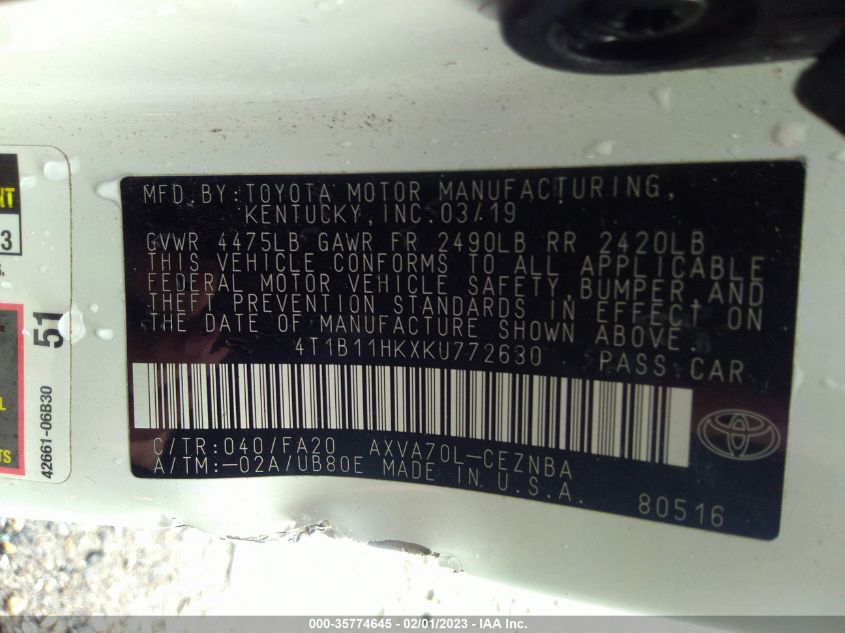 MFD. BY: TOYOTA MOTOR MANUFACTURING,
KENTUCKY, INC. 03/19
GVWR 4475LB GAWR FR 2490LB RR 2420LB
THIS VEHICLE CONFORMS TO ALL APPLICABLE
FEDERAL MOTOR VEHICLE SAFETY, BUMPER, AND
THEFT PREVENTION STANDARDS IN EFFECT ON
THE DATE OF MANUFACTURE SHOWN ABOVE.
4T1B11HKXKU772630 PASS. CAR
C/TR: 040/FA20 AXVA70L-CEZNBA
A/TM: -02A/UB80E MADE IN U.S.A.
80516
51
42661-06B30
3
000-35774645 - 02/01/2023 - IAA Inc.